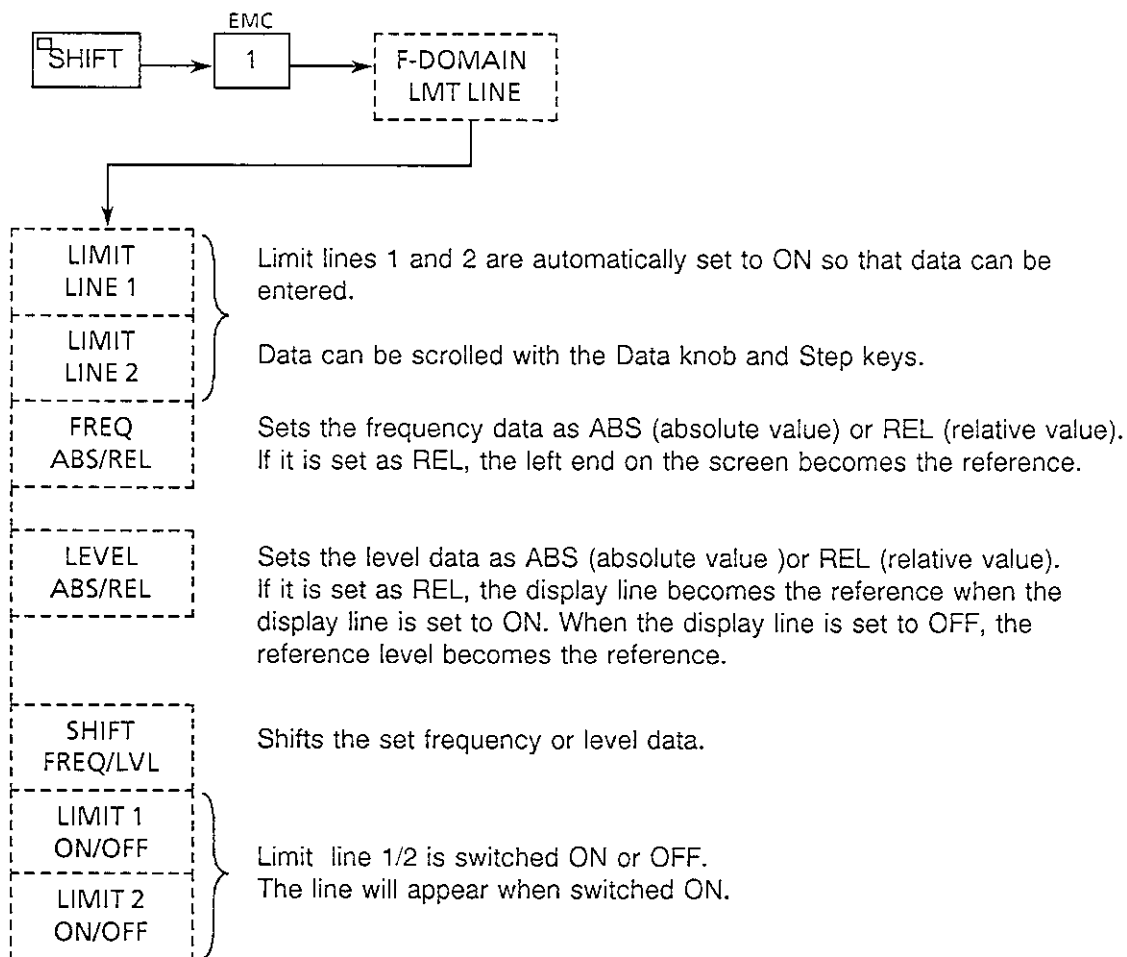 EMC
SHIFT
1
F-DOMAIN
LMT LINE
LIMIT
LINE 1
LIMIT
LINE 2
Limit lines 1 and 2 are automatically set to ON so that data can be
entered.
Data can be scrolled with the Data knob and Step keys.
FREQ
ABS/REL
Sets the frequency data as ABS (absolute value) or REL (relative value).
If it is set as REL, the left end on the screen becomes the reference.
LEVEL
ABS/REL
Sets the level data as ABS (absolute value )or REL (relative value).
If it is set as REL, the display line becomes the reference when the
display line is set to ON. When the display line is set to OFF, the
reference level becomes the reference.
SHIFT
FREQ/LVL
Shifts the set frequency or level data.
LIMIT 1
ON/OFF
LIMIT 2
ON/OFF
Limit line 1/2 is switched ON or OFF.
The line will appear when switched ON.